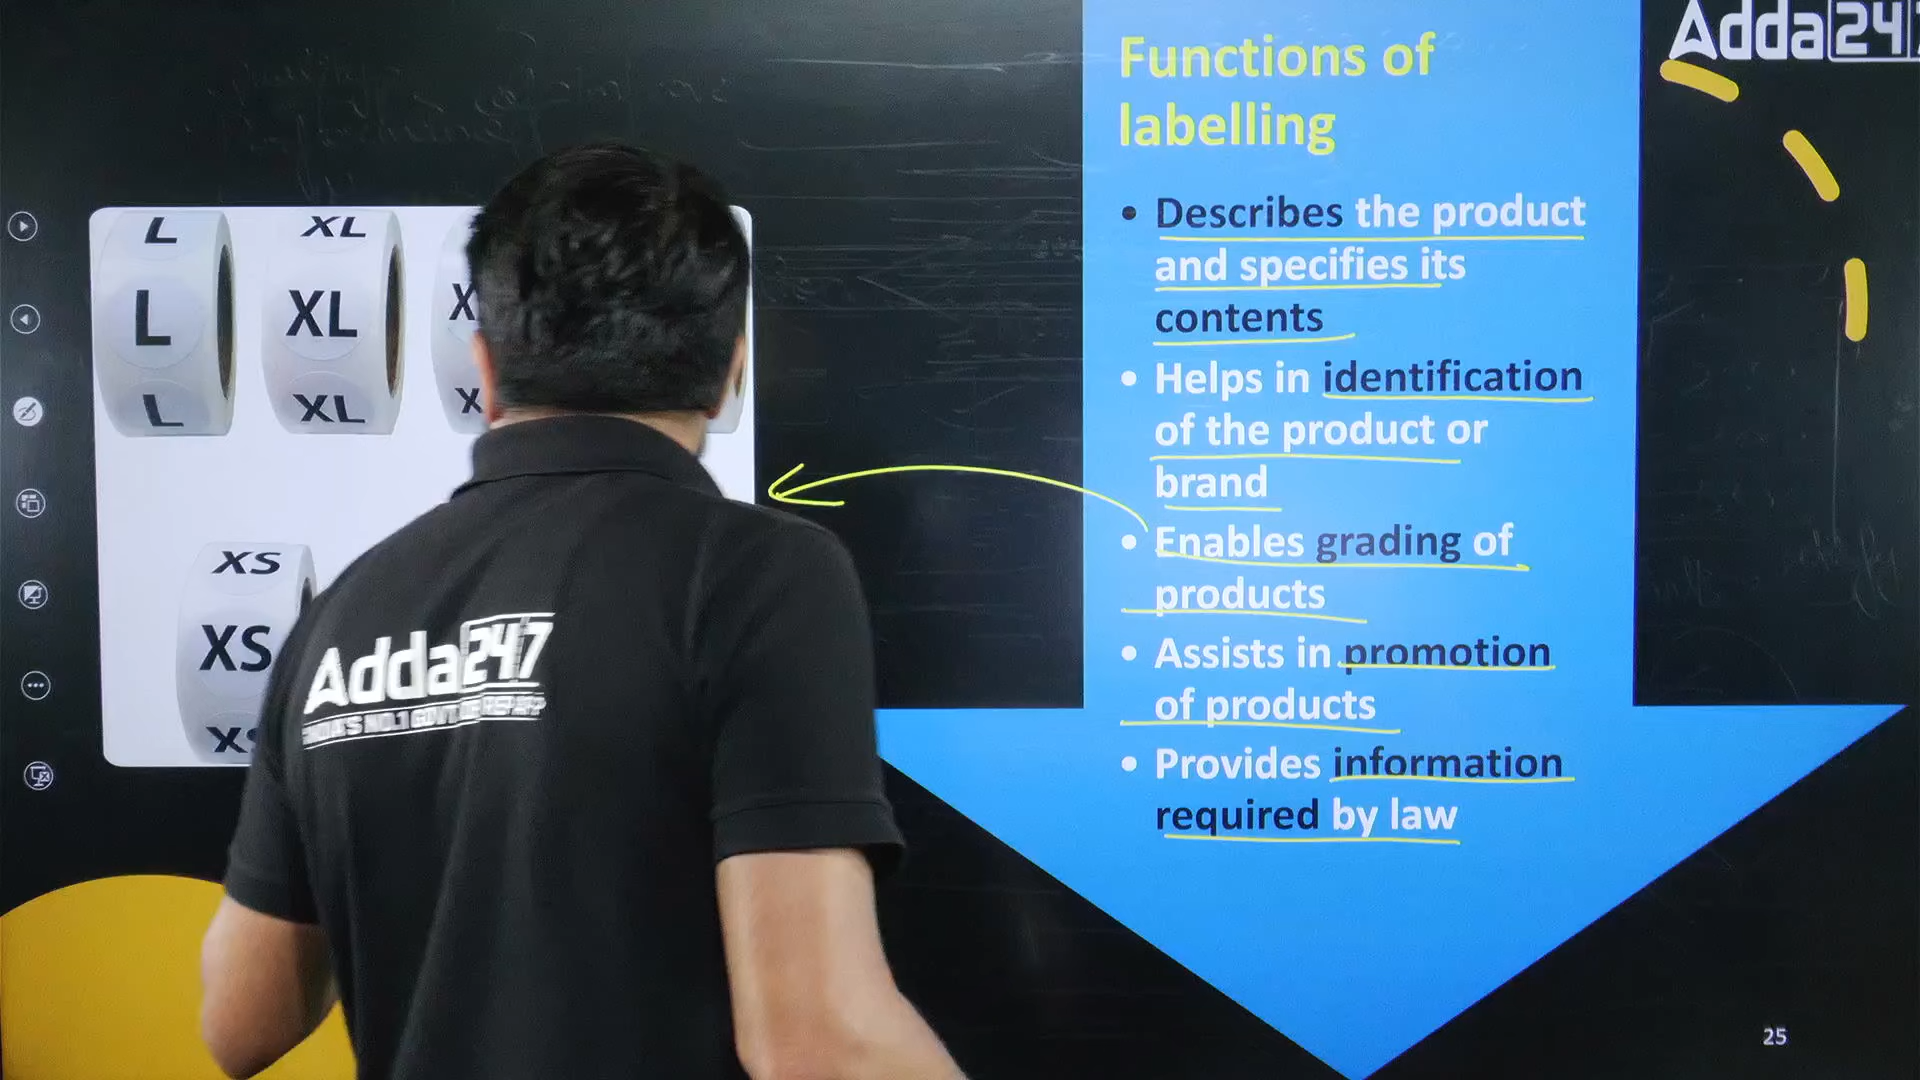 Adda247
Functions of
labelling
• Describes the product
and specifies its
contents
• Helps in identification
of the product or
brand
• Enables grading of
products
• Assists in promotion
of products
• Provides information
required by law
25
L
L
L
XL
XL
XL
X
X
XS
XS
XS
Adda247